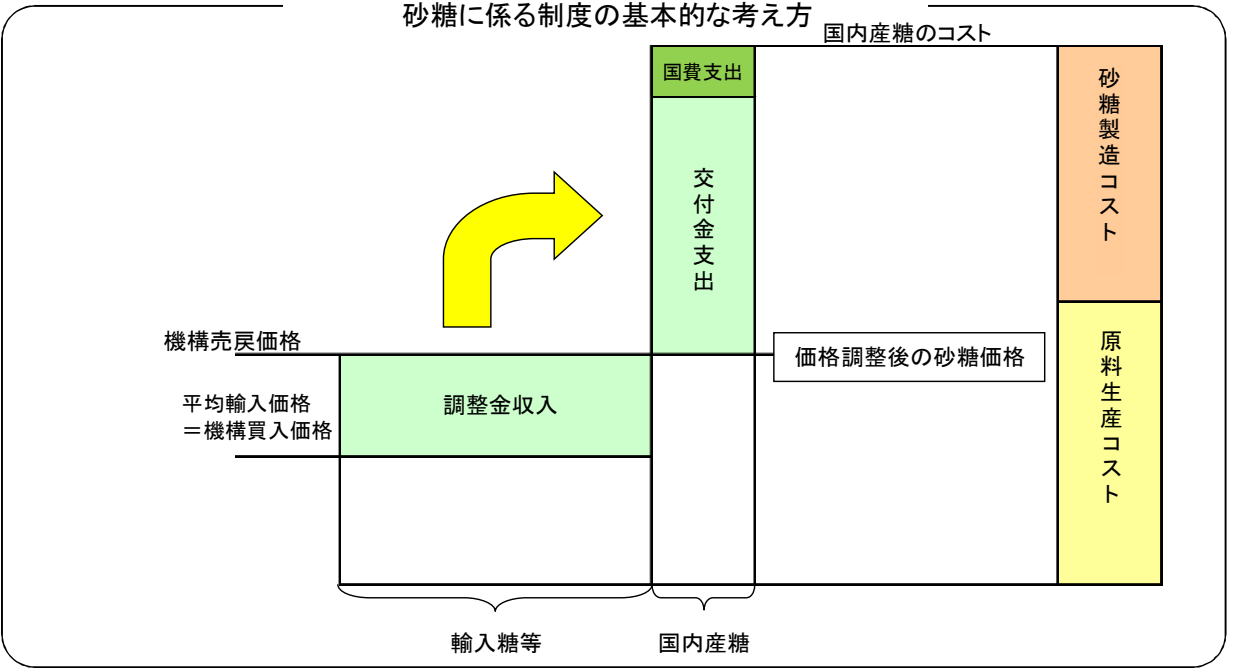 砂糖に係る制度の基本的な考え方
国内産糖のコスト
国費支出
砂糖製造コスト
交付金支出
機構売戻価格
価格調整後の砂糖価格
原料生産コスト
平均輸入価格
＝機構買入価格
調整金収入
輸入糖等
国内産糖